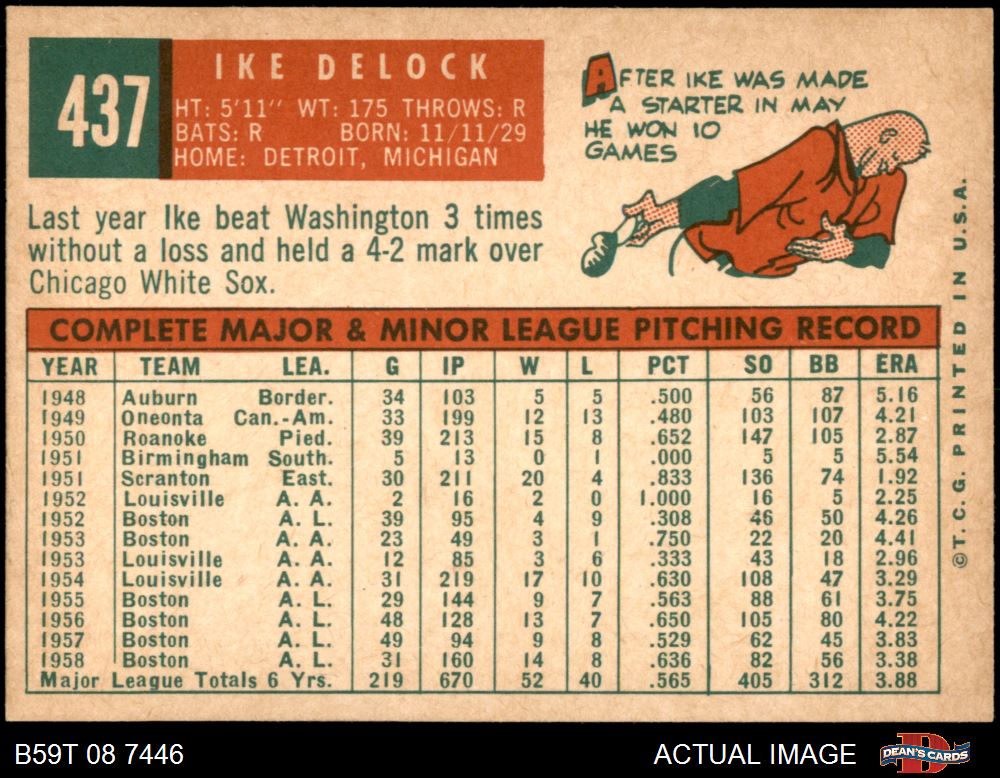 437
IKE DELOCK
HT: 5'11" WT: 175 THROWS: R
BATS: R BORN: 11/11/29
HOME: DETROIT, MICHIGAN
AFTER IKE WAS MADE
A STARTER IN MAY
HE WON 10
GAMES
Last year Ike beat Washington 3 times
without a loss and held a 4-2 mark over
Chicago White Sox.
COMPLETE MAJOR & MINOR LEAGUE PITCHING RECORD
YEAR TEAM LEA. G IP W L PCT SO BB ERA
1948 Auburn Border. 34 103 5 5 .500 56 87 5.16
1949 Oneonta Can.-Am. 33 199 12 13 .480 103 107 4.21
1950 Roanoke Pied. 39 213 15 8 .652 147 105 2.87
1951 Birmingham South. 5 13 0 1 .000 5 5 5.54
1951 Scranton East. 30 211 20 4 .833 136 74 1.92
1952 Louisville A. A. 2 16 2 0 1.000 16 5 2.25
1952 Boston A. L. 39 95 4 9 .308 46 50 4.26
1953 Boston A. L. 23 49 3 1 .750 22 20 4.41
1953 Louisville A. A. 12 85 3 6 .333 43 18 2.96
1954 Louisville A. A. 31 219 17 10 .630 108 47 3.29
1955 Boston A. L. 29 144 9 7 .563 88 61 3.75
1956 Boston A. L. 48 128 13 7 .650 105 80 4.22
1957 Boston A. L. 49 94 9 8 .529 62 45 3.83
1958 Boston A. L. 31 160 14 8 .636 82 56 3.38
Major League Totals 6 Yrs. 219 670 52 40 .565 405 312 3.88
©T. C. G. PRINTED IN U.S.A.
B59T 08 7446
ACTUAL IMAGE
DEAN'S CARDS